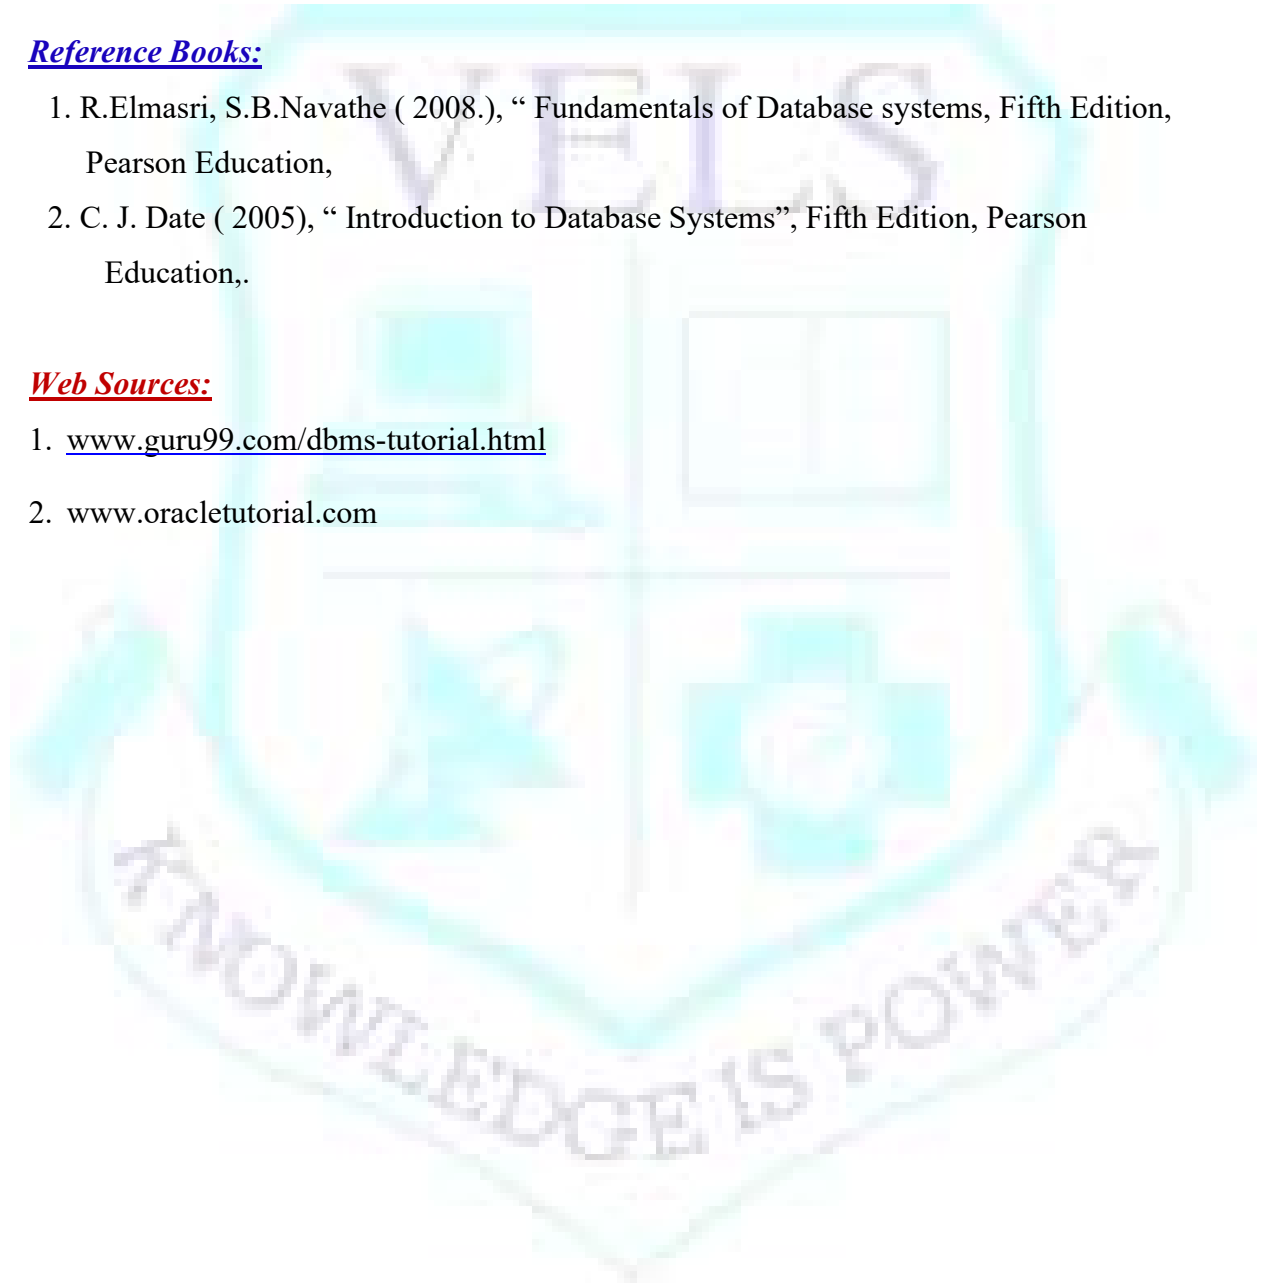 VELS
Reference Books:
1. R.Elmasri, S.B.Navathe ( 2008.), “ Fundamentals of Database systems, Fifth Edition,
Pearson Education,
2. C. J. Date ( 2005), “ Introduction to Database Systems”, Fifth Edition, Pearson
Education,.
Web Sources:
1. www.guru99.com/dbms-tutorial.html
2. www.oracletutorial.com
KNOWLEDGE IS POWER